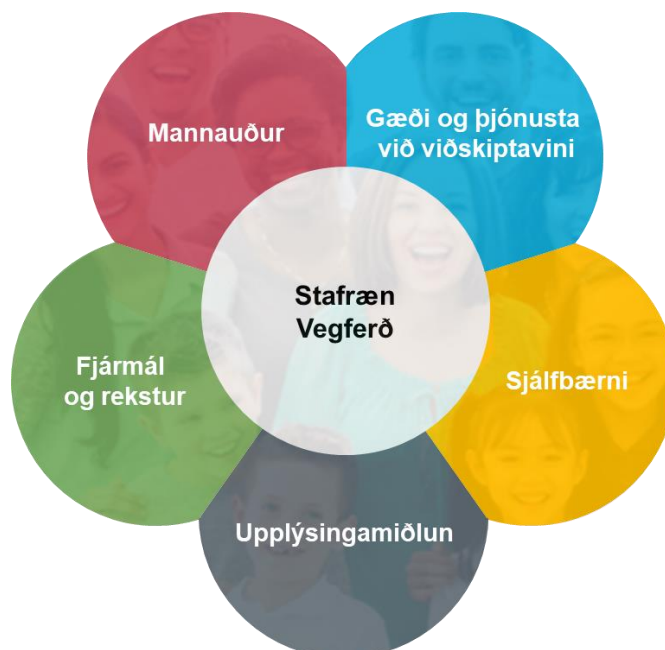 Mannauður
Gæði og þjónusta
við viðskiptavini
Stafræn
Vegferð
Fjármál
og rekstur
Sjálfbærni
Upplýsingamiðlun